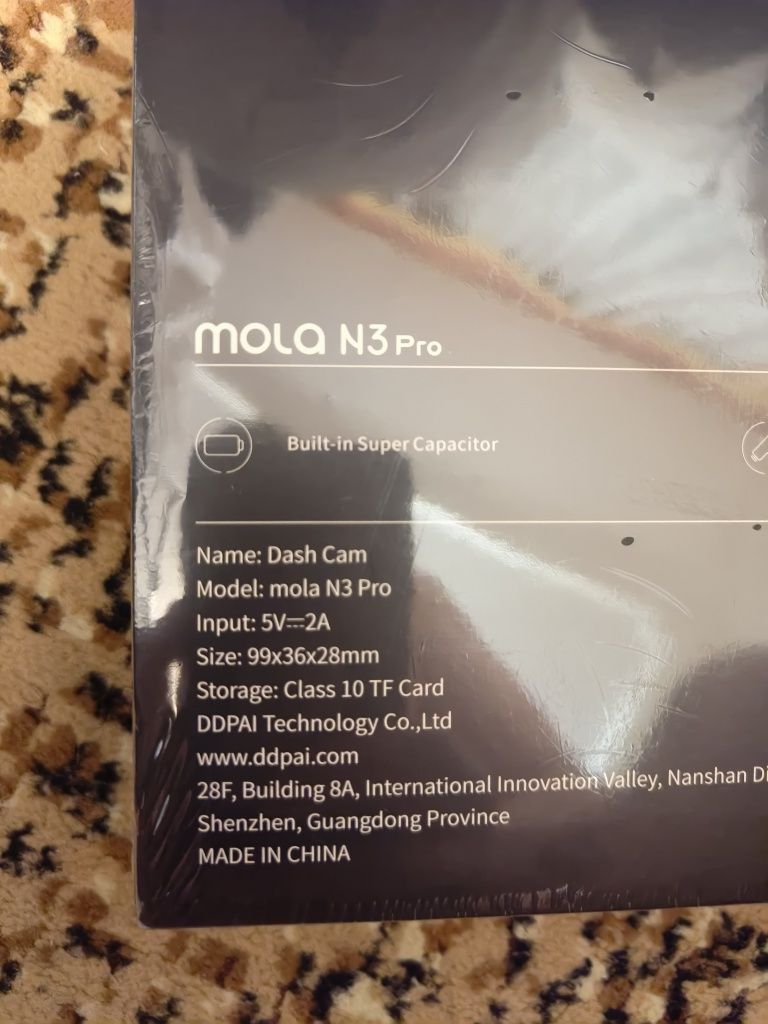 mola N3 Pro
Built-in Super Capacitor
Name: Dash Cam
Model: mola N3 Pro
Input: 5V⎓2A
Size: 99x36x28mm
Storage: Class 10 TF Card
DDPAI Technology Co.,Ltd
www.ddpai.com
28F, Building 8A, International Innovation Valley, Nanshan Di
Shenzhen, Guangdong Province
MADE IN CHINA